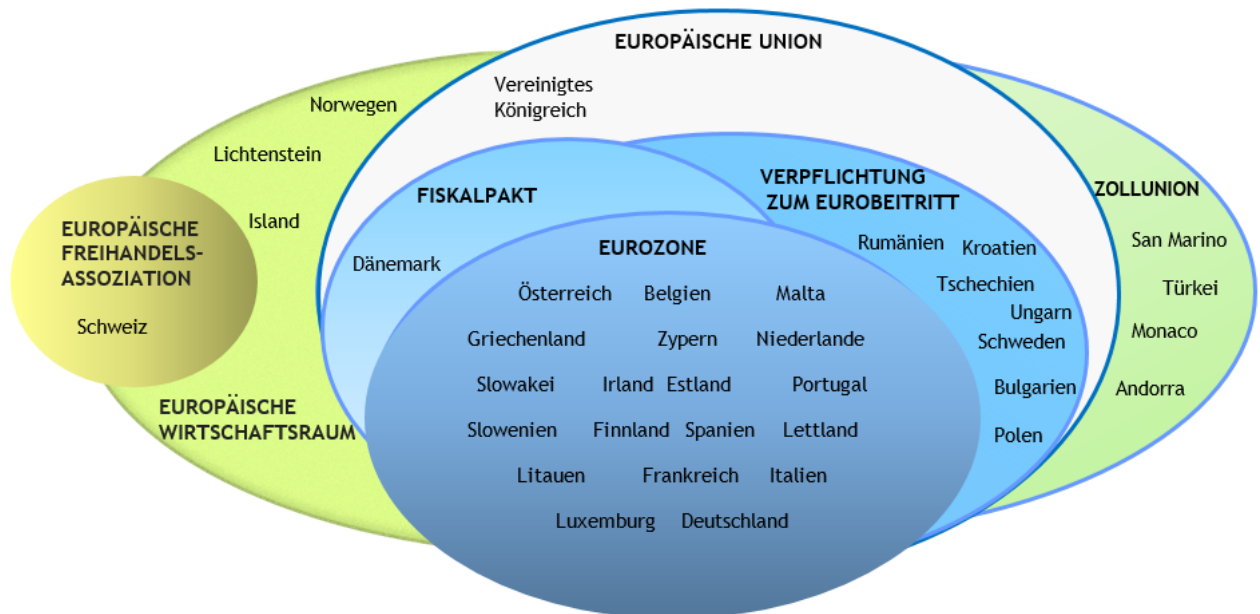 EUROPÄISCHE UNION
Vereinigtes
Königreich
Norwegen
Lichtenstein
Island
EUROPÄISCHE
FREIHANDELS-
ASSOZIATION
Schweiz
EUROPÄISCHE
WIRTSCHAFTSRAUM
FISKALPAKT
Dänemark
VERPFLICHTUNG
ZUM EUROBEITRITT
Rumänien Kroatien
Tschechien
Ungarn
Schweden
Bulgarien
Polen
EUROZONE
Österreich Belgien Malta
Griechenland Zypern Niederlande
Slowakei Irland Estland Portugal
Slowenien Finnland Spanien Lettland
Litauen Frankreich Italien
Luxemburg Deutschland
ZOLLUNION
San Marino
Türkei
Monaco
Andorra